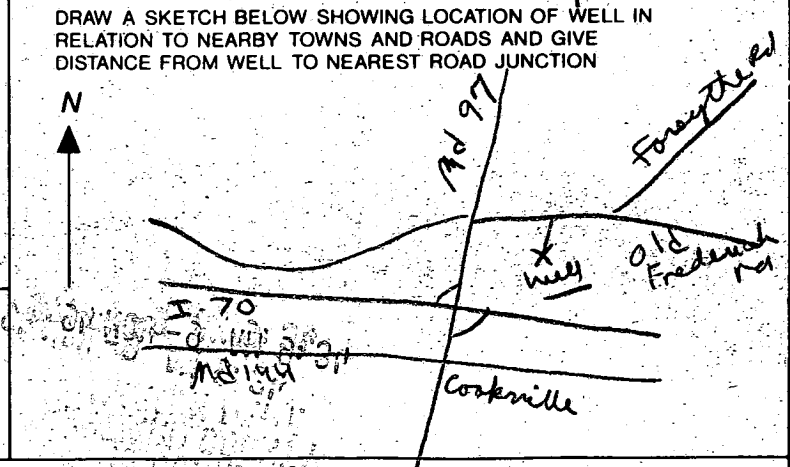 DRAW A SKETCH BELOW SHOWING LOCATION OF WELL IN
RELATION TO NEARBY TOWNS AND ROADS AND GIVE
DISTANCE FROM WELL TO NEAREST ROAD JUNCTION
N
Md 97
Forsythe Rd
X
Well
Old
Frederick
Rd
I 70
Md 144
Cooksville